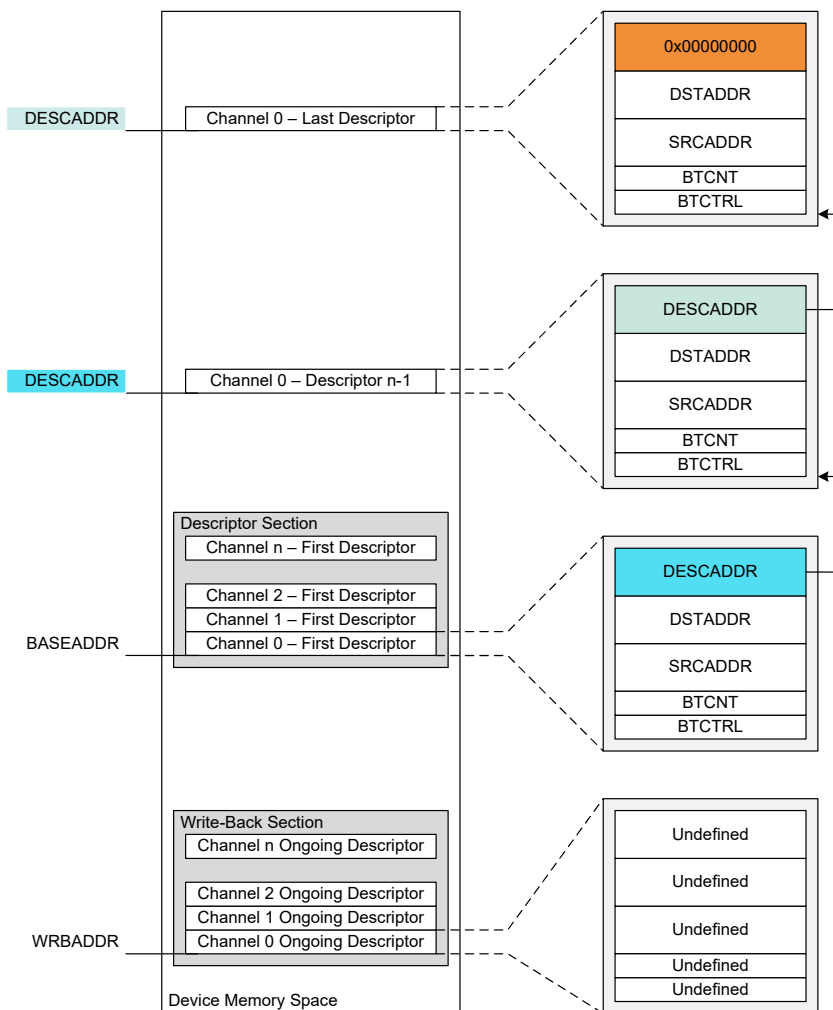 0x00000000
DSTADDR
DESCADDR
Channel 0 – Last Descriptor
SRCADDR
BTCNT
BTCTRL
DESCADDR
DSTADDR
DESCADDR
Channel 0 – Descriptor n-1
SRCADDR
BTCNT
BTCTRL
Descriptor Section
Channel n – First Descriptor
DESCADDR
Channel 2 – First Descriptor
Channel 1 – First Descriptor
DSTADDR
BASEADDR
Channel 0 – First Descriptor
SRCADDR
BTCNT
BTCTRL
Write-Back Section
Channel n Ongoing Descriptor
Undefined
Channel 2 Ongoing Descriptor
Undefined
Channel 1 Ongoing Descriptor
WRBADDR
Channel 0 Ongoing Descriptor
Undefined
Undefined
Undefined
Device Memory Space